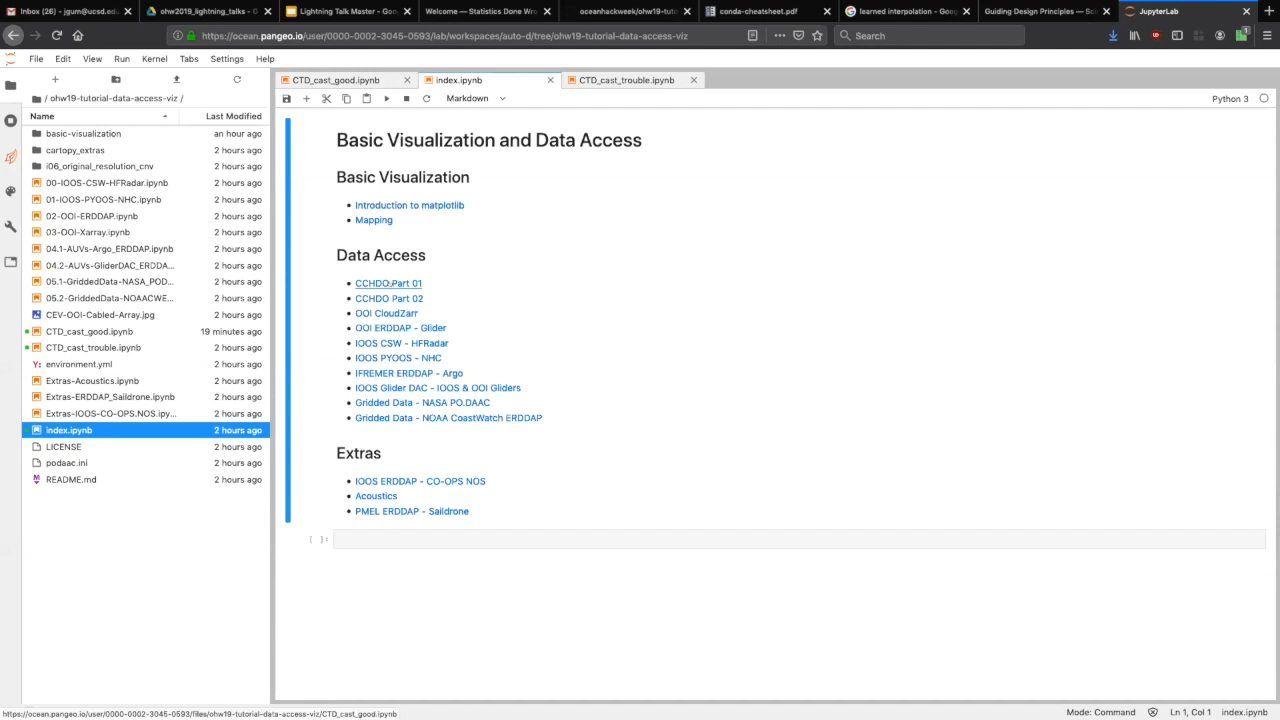 Inbox (26) - jgum@ucsd.edu
ohw2019_lightning_talks - G
Lightning Talk Master - Goo
Welcome — Statistics Done Wro
oceanhackweek/ohw19-tuto
conda-cheatsheet.pdf
learned interpolation - Goog
Guiding Design Principles — Sci
JupyterLab
https://ocean.pangeo.io/user/0000-0002-3045-0593/lab/workspaces/auto-d/tree/ohw19-tutorial-data-access-viz
Search
File Edit View Run Kernel Tabs Settings Help
CTD_cast_good.ipynb
index.ipynb
CTD_cast_trouble.ipynb
/ ohw19-tutorial-data-access-viz /
Markdown
Python 3
Name Last Modified
basic-visualization an hour ago
cartopy_extras 2 hours ago
i06_original_resolution_cnv 2 hours ago
00-IOOS-CSW-HFRadar.ipynb 2 hours ago
01-IOOS-PYOOS-NHC.ipynb 2 hours ago
02-OOI-ERDDAP.ipynb 2 hours ago
03-OOI-Xarray.ipynb 2 hours ago
04.1-AUVs-Argo_ERDDAP.ipynb 2 hours ago
04.2-AUVs-GliderDAC_ERDDA... 2 hours ago
05.1-GriddedData-NASA_POD... 2 hours ago
05.2-GriddedData-NOAACWE... 2 hours ago
CEV-OOI-Cabled-Array.jpg 2 hours ago
CTD_cast_good.ipynb 19 minutes ago
CTD_cast_trouble.ipynb 2 hours ago
environment.yml 2 hours ago
Extras-Acoustics.ipynb 2 hours ago
Extras-ERDDAP_Saildrone.ipynb 2 hours ago
Extras-IOOS-CO-OPS.NOS.ipy... 2 hours ago
index.ipynb 2 hours ago
LICENSE 2 hours ago
podaac.ini 2 hours ago
README.md 2 hours ago
Basic Visualization and Data Access
Basic Visualization
• Introduction to matplotlib
• Mapping
Data Access
• CCHDO Part 01
• CCHDO Part 02
• OOI CloudZarr
• OOI ERDDAP - Glider
• IOOS CSW - HFRadar
• IOOS PYOOS - NHC
• IFREMER ERDDAP - Argo
• IOOS Glider DAC - IOOS & OOI Gliders
• Gridded Data - NASA PO.DAAC
• Gridded Data - NOAA CoastWatch ERDDAP
Extras
• IOOS ERDDAP - CO-OPS NOS
• Acoustics
• PMEL ERDDAP - Saildrone
[ ]:
https://ocean.pangeo.io/user/0000-0002-3045-0593/files/ohw19-tutorial-data-access-viz/CTD_cast_good.ipynb
Mode: Command Ln 1, Col 1 index.ipynb